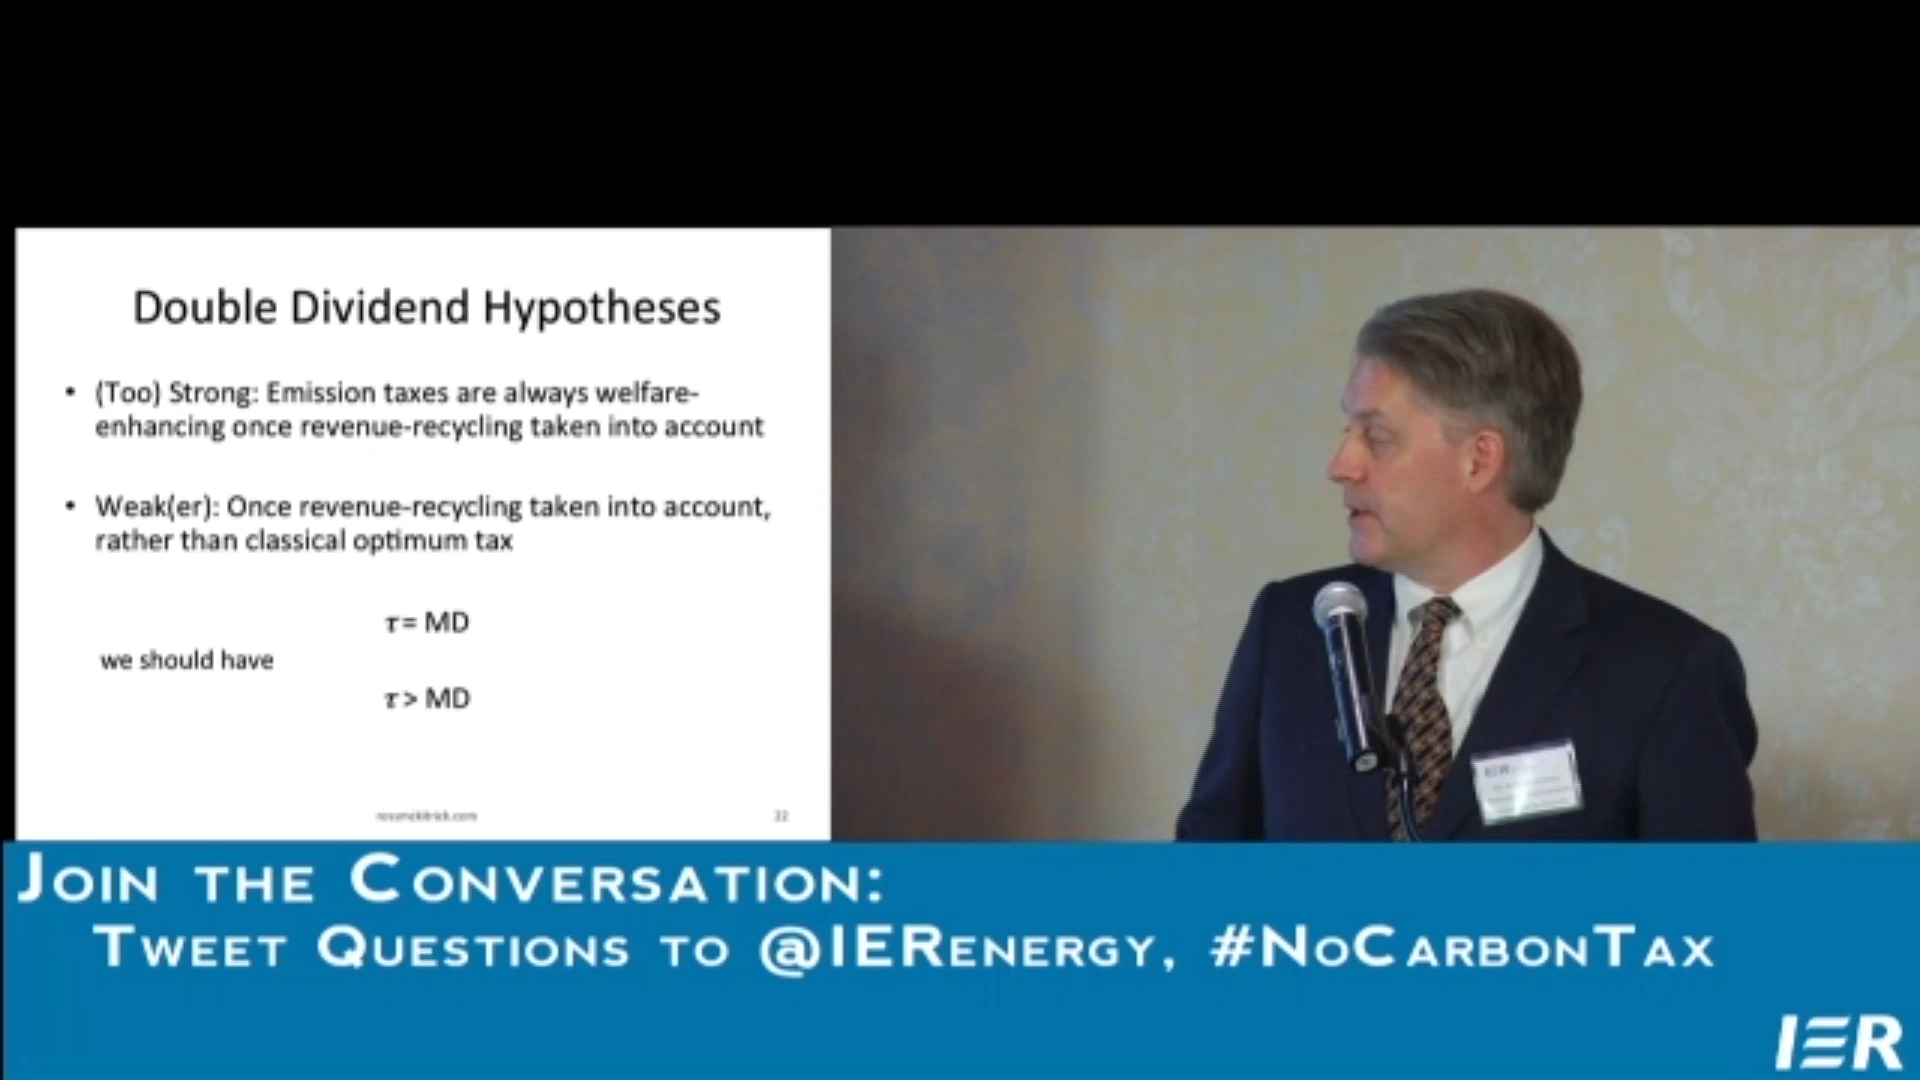 Double Dividend Hypotheses
• (Too) Strong: Emission taxes are always welfare-
enhancing once revenue-recycling taken into account
• Weak(er): Once revenue-recycling taken into account,
rather than classical optimum tax
τ = MD
we should have
τ > MD
rossmckitrick.com
JOIN THE CONVERSATION:
TWEET QUESTIONS TO @IERENERGY, #NOCARBONTAX
IER